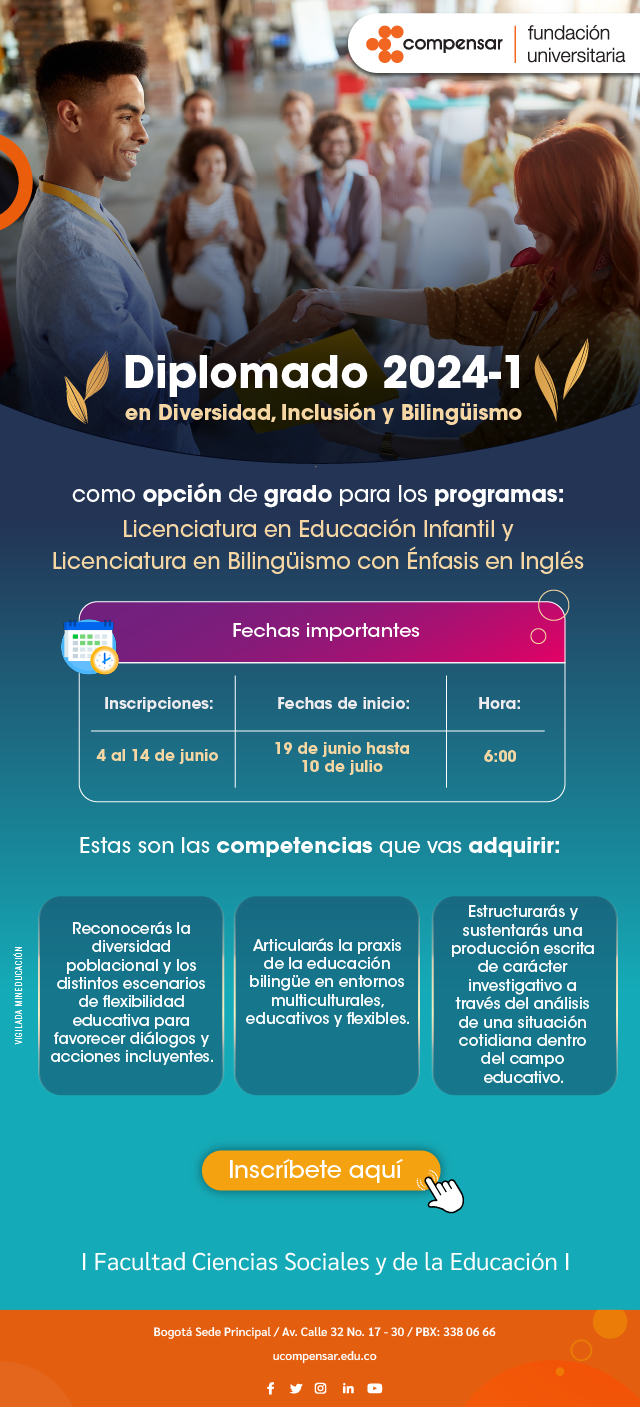 compensar
fundación
universitaria
Diplomado 2024-1
en Diversidad, Inclusión y Bilingüismo
como opción de grado para los programas:
Licenciatura en Educación Infantil y
Licenciatura en Bilingüismo con Énfasis en Inglés
Fechas importantes
Inscripciones:
Fechas de inicio:
Hora:
4 al 14 de junio
19 de junio hasta
10 de julio
6:00
Estas son las competencias que vas adquirir:
Reconocerás la
diversidad
poblacional y los
distintos escenarios
de flexibilidad
educativa para
favorecer diálogos y
acciones incluyentes.
Articularás la praxis
de la educación
bilingüe en entornos
multiculturales,
educativos y flexibles.
Estructurarás y
sustentarás una
producción escrita
de carácter
investigativo a
través del análisis
de una situación
cotidiana dentro
del campo
educativo.
VIGILADA MINEDUCACIÓN
Inscríbete aquí
I Facultad Ciencias Sociales y de la Educación I
Bogotá Sede Principal / Av. Calle 32 No. 17 - 30 / PBX: 338 06 66
ucompensar.edu.co